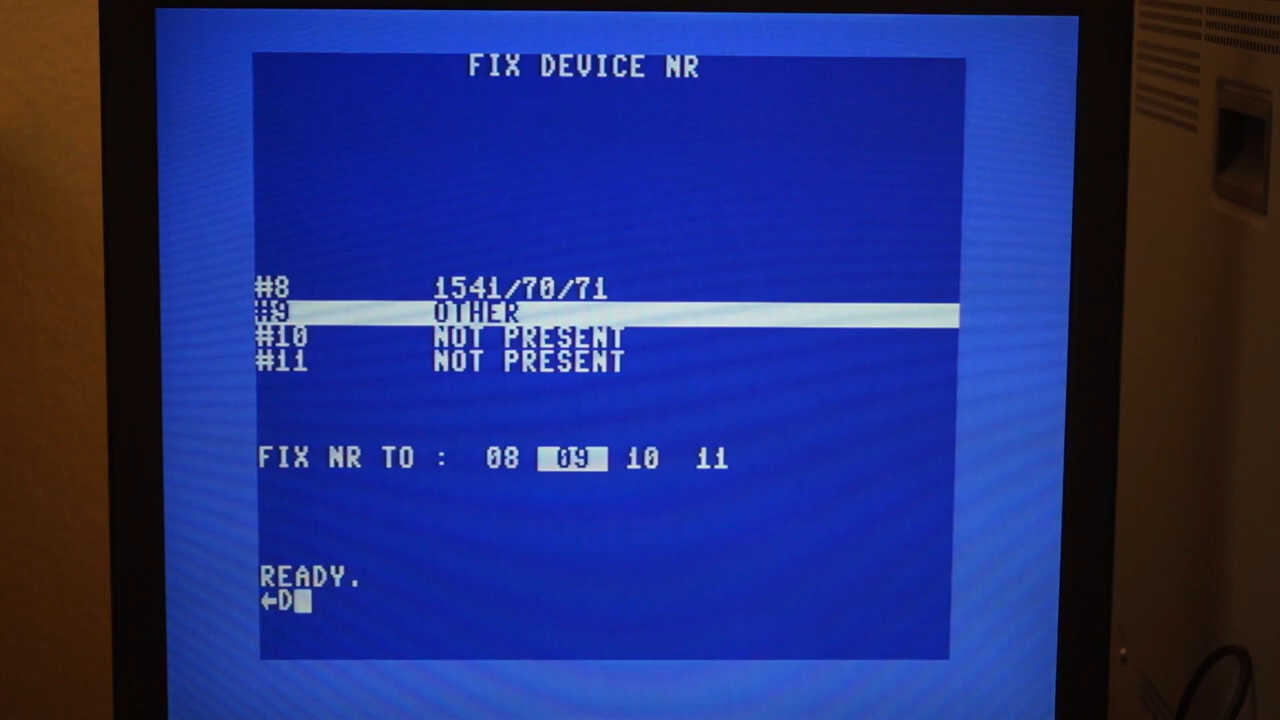 FIX DEVICE NR
#8 1541/70/71
#9 OTHER
#10 NOT PRESENT
#11 NOT PRESENT
FIX NR TO : 08 09 10 11
READY.
←D